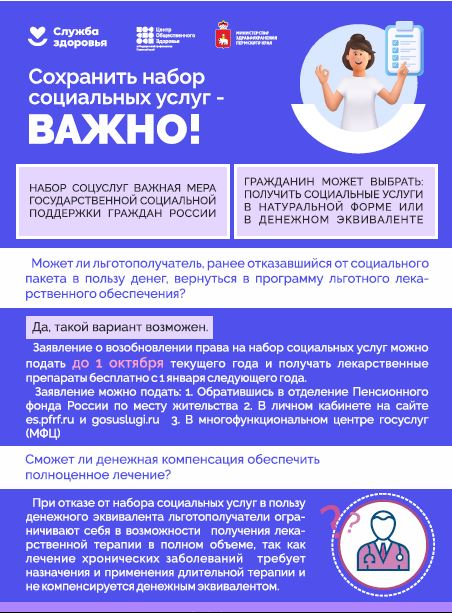 Служба
здоровья
Центр
Общественного
Здоровья
МИНИСТЕРСТВО
ЗДРАВООХРАНЕНИЯ
ПЕРМСКОГО КРАЯ
Сохранить набор
социальных услуг -
ВАЖНО!
НАБОР СОЦУСЛУГ ВАЖНАЯ МЕРА
ГОСУДАРСТВЕННОЙ СОЦИАЛЬНОЙ
ПОДДЕРЖКИ ГРАЖДАН РОССИИ
ГРАЖДАНИН МОЖЕТ ВЫБРАТЬ:
ПОЛУЧИТЬ СОЦИАЛЬНЫЕ УСЛУГИ
В НАТУРАЛЬНОЙ ФОРМЕ ИЛИ
В ДЕНЕЖНОМ ЭКВИВАЛЕНТЕ
Может ли льготополучатель, ранее отказавшийся от социального
пакета в пользу денег, вернуться в программу льготного лека-
рственного обеспечения?
Да, такой вариант возможен.
Заявление о возобновлении права на набор социальных услуг можно
подать до 1 октября текущего года и получать лекарственные
препараты бесплатно с 1 января следующего года.
Заявление можно подать: 1. Обратившись в отделение Пенсионного
фонда России по месту жительства 2. В личном кабинете на сайте
es.pfrf.ru и gosuslugi.ru 3. В многофункциональном центре госуслуг
(МФЦ)
Сможет ли денежная компенсация обеспечить
полноценное лечение?
При отказе от набора социальных услуг в пользу
денежного эквивалента льготополучатели огра-
ничивают себя в возможности получения лека-
рственной терапии в полном объеме, так как
лечение хронических заболеваний требует
назначения и применения длительной терапии и
не компенсируется денежным эквивалентом.
??